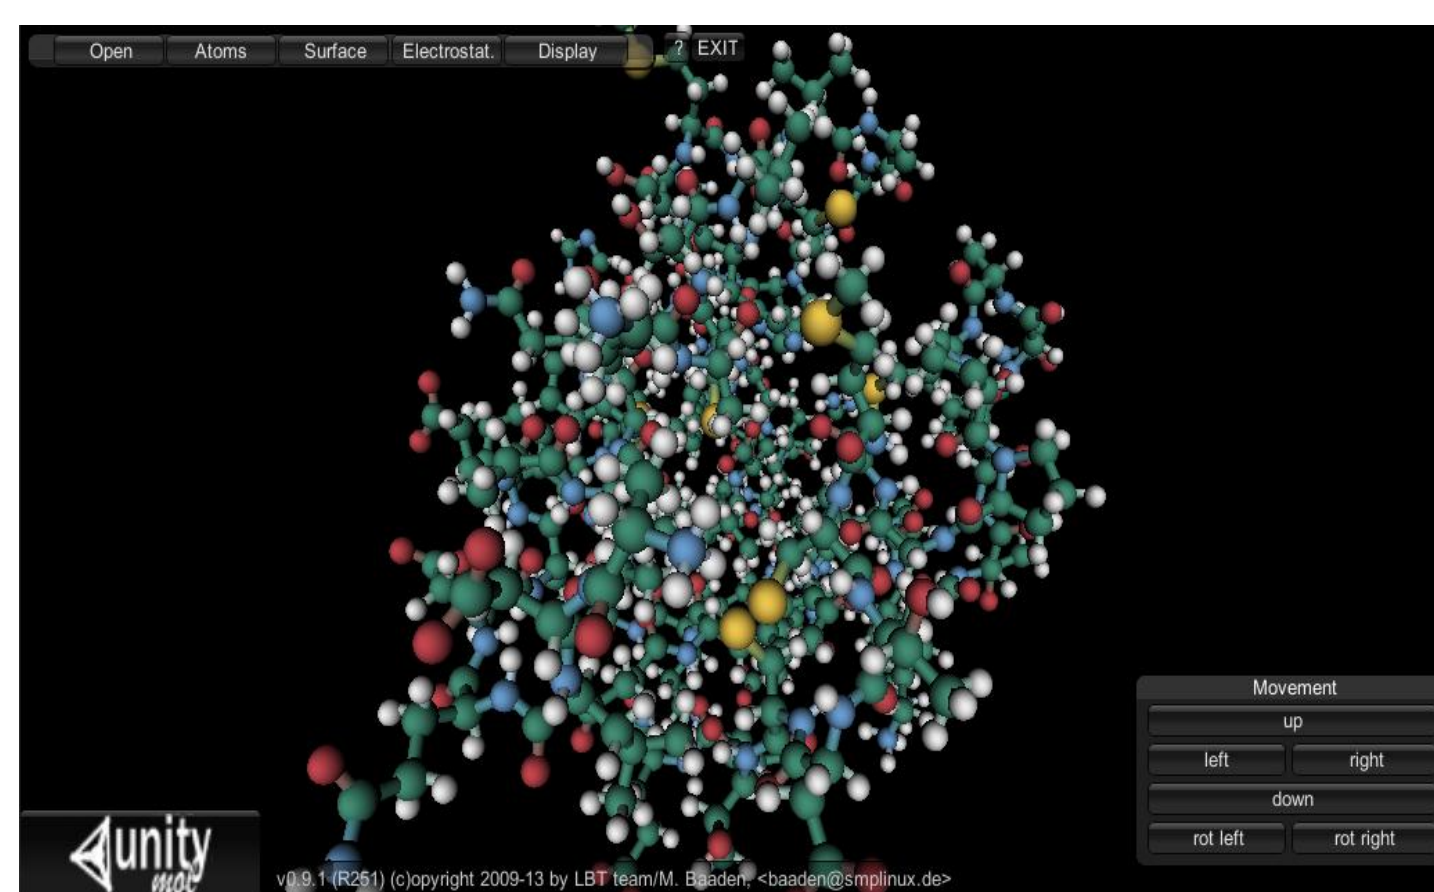 Open Atoms Surface Electrostat. Display ? EXIT
Movement
up
left right
down
rot left rot right
unity
mol
v0.9.1 (R251) (c)opyright 2009-13 by LBT team/M. Baaden, <baaden@smplinux.de>